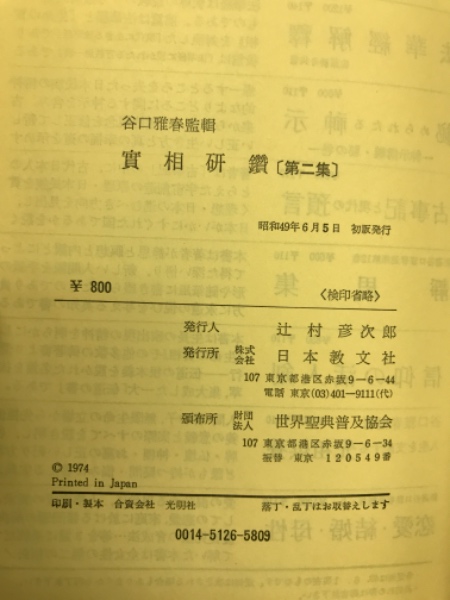 谷口雅春監輯
實相研鑽〔第二集〕
昭和49年6月5日 初版発行
¥ 800 〈検印省略〉
発行人 辻村彦次郎
発行所 株式会社 日本教文社
107 東京都港区赤坂9-6-44
電話 東京(03)401-9111(代)
頒布所 財団法人 世界聖典普及協会
107 東京都港区赤坂9-6-34
振替 東京 120549番
© 1974
Printed in Japan
印刷・製本 合資会社 光明社 落丁・乱丁はお取替えします
0014-5126-5809